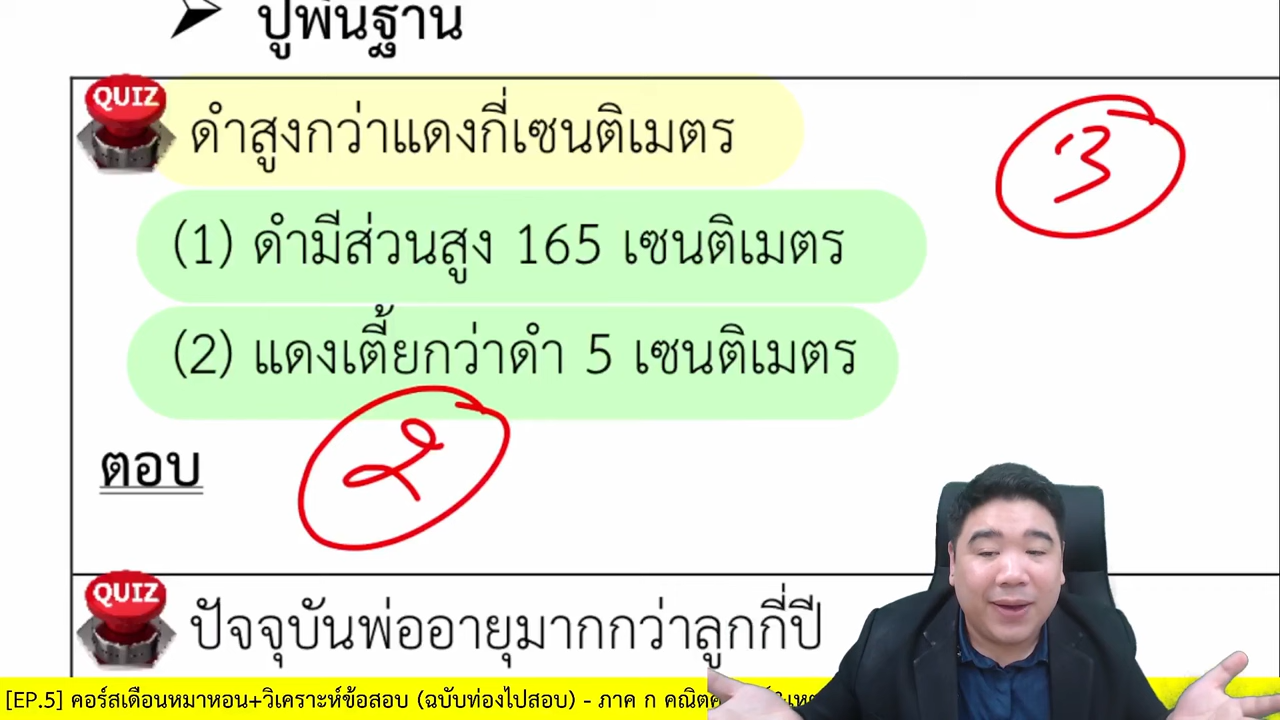 ➤ ปูพื้นฐาน
QUIZ ดำสูงกว่าแดงกี่เซนติเมตร
3
(1) ดำมีส่วนสูง 165 เซนติเมตร
(2) แดงเตี้ยกว่าดำ 5 เซนติเมตร
ตอบ
2
QUIZ ปัจจุบันพ่ออายุมากกว่าลูกกี่ปี
[EP.5] คอร์สเดือนหมาหอน+วิเคราะห์ข้อสอบ (ฉบับท่องไปสอบ) - ภาค ก